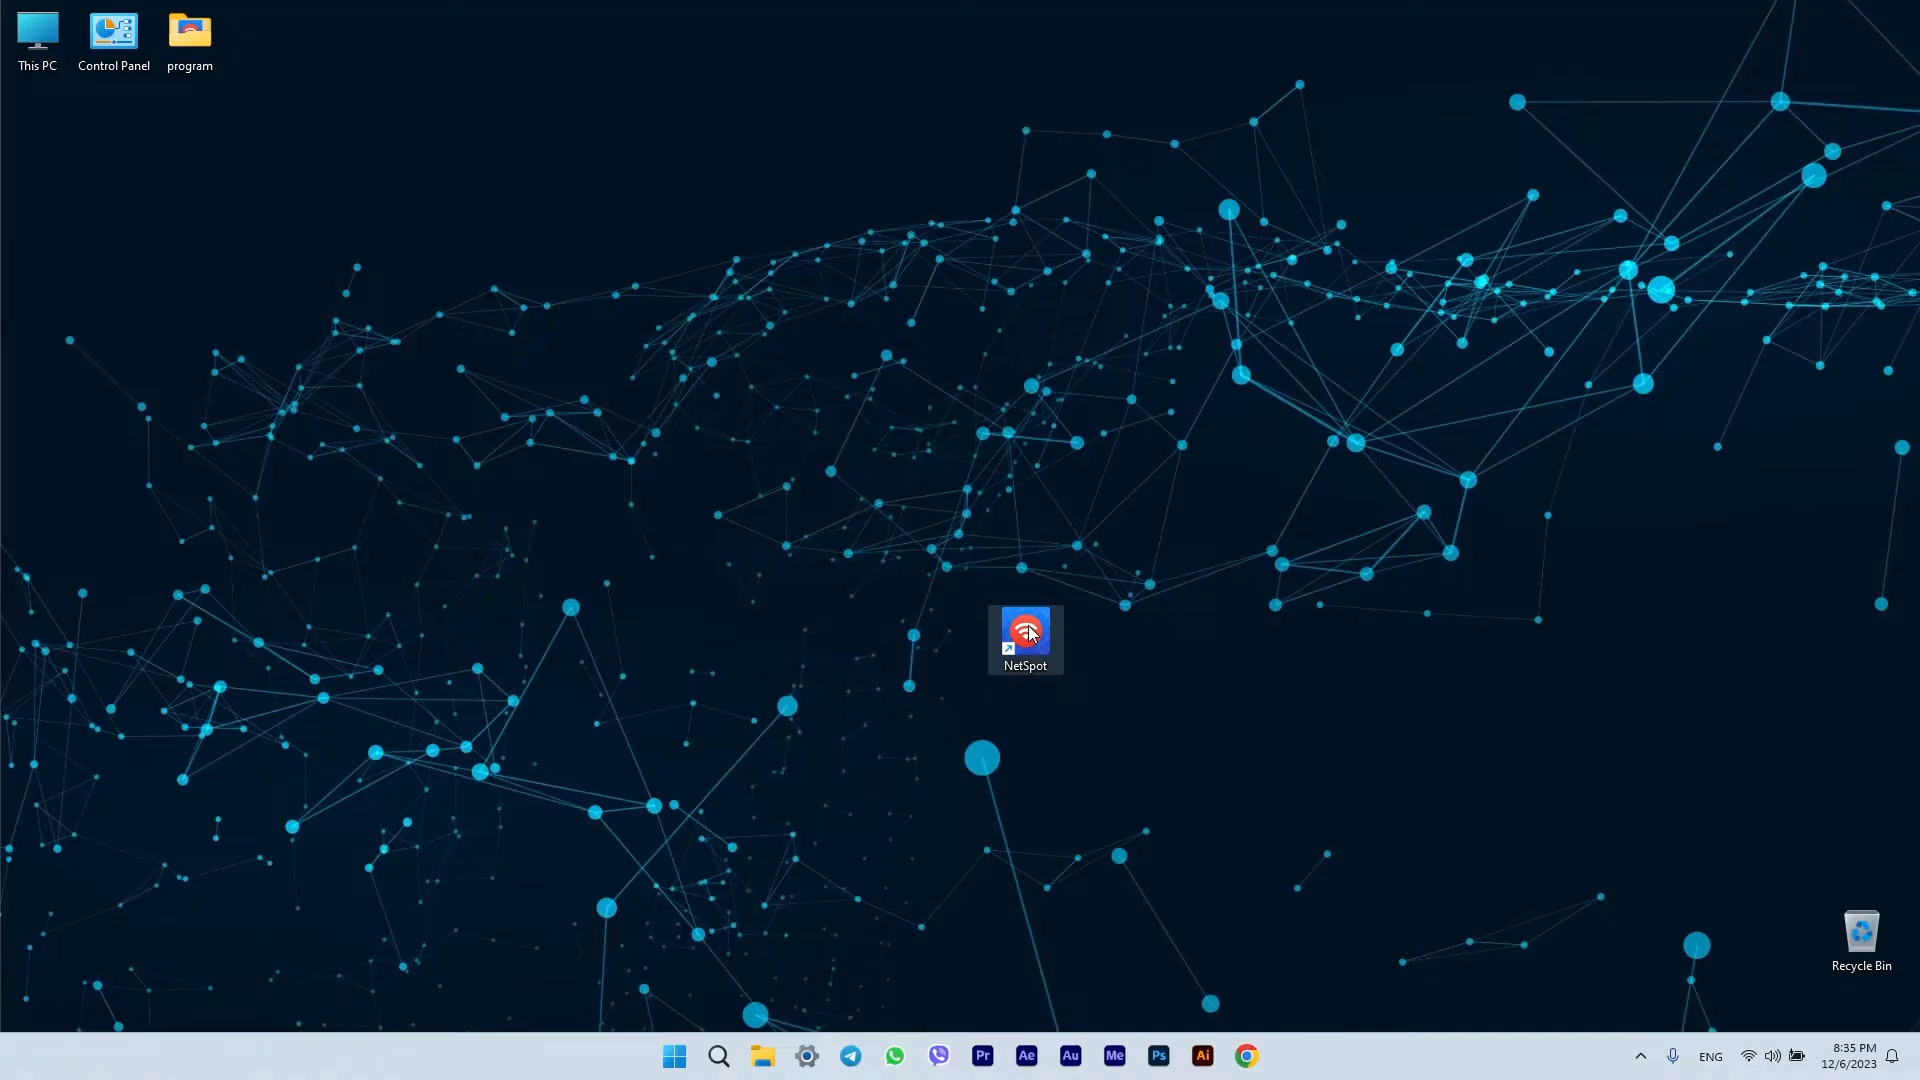 This PC
Control Panel
program
NetSpot
Recycle Bin
Pr
Ae
Au
Me
Ps
Ai
ENG
8:35 PM
12/6/2023